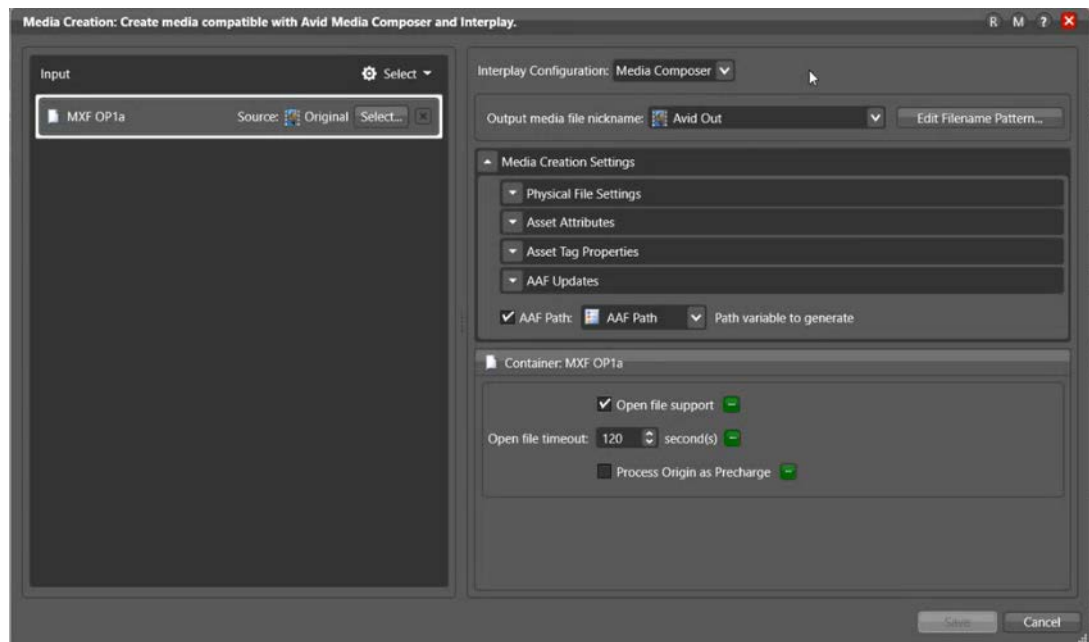 Media Creation: Create media compatible with Avid Media Composer and Interplay.
R M ?
Input
Select
MXF OP1a Source: Original Select...
Interplay Configuration: Media Composer
Output media file nickname: Avid Out Edit Filename Pattern...
Media Creation Settings
Physical File Settings
Asset Attributes
Asset Tag Properties
AAF Updates
AAF Path: AAF Path Path variable to generate
Container: MXF OP1a
Open file support
Open file timeout: 120 second(s)
Process Origin as Precharge
Save Cancel